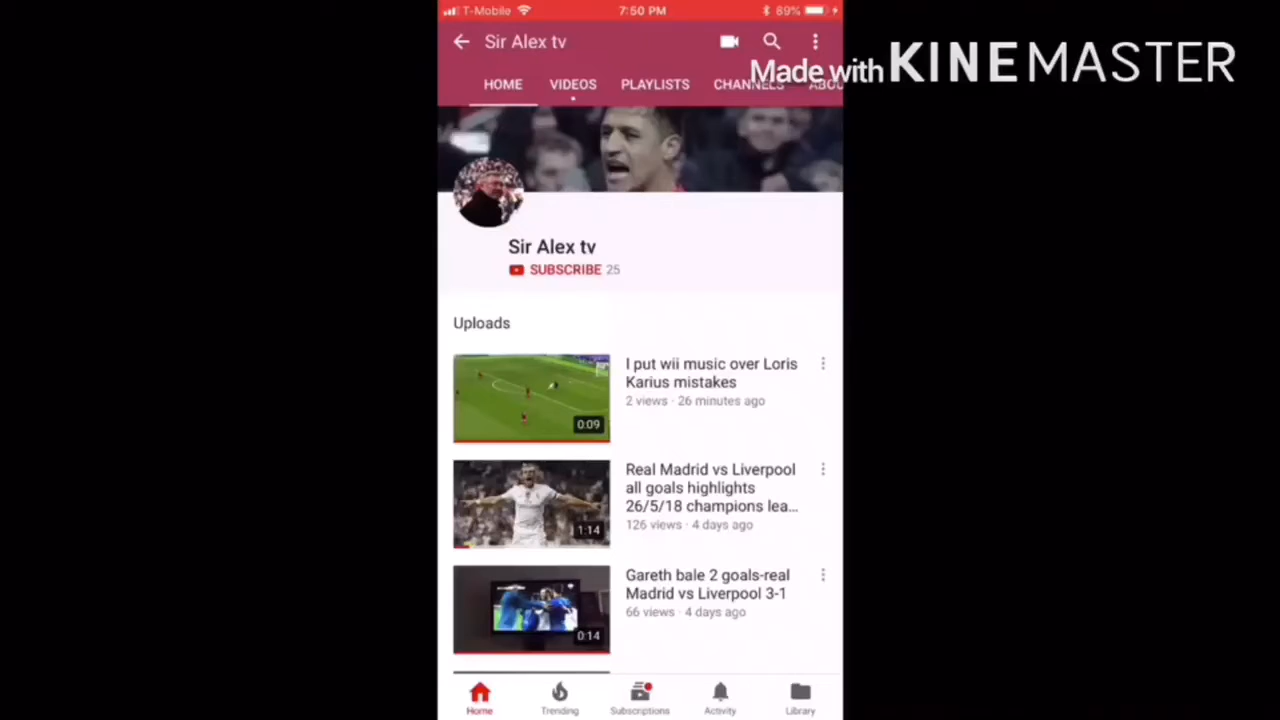 T-Mobile 7:50 PM 89%
Sir Alex tv
Made with KINEMASTER
HOME VIDEOS PLAYLISTS CHANNELS ABOU
Sir Alex tv
SUBSCRIBE 25
Uploads
I put wii music over Loris
Karius mistakes
2 views · 26 minutes ago
0:09
Real Madrid vs Liverpool
all goals highlights
26/5/18 champions lea...
126 views · 4 days ago
1:14
Gareth bale 2 goals-real
Madrid vs Liverpool 3-1
66 views · 4 days ago
0:14
Home Trending Subscriptions Activity Library